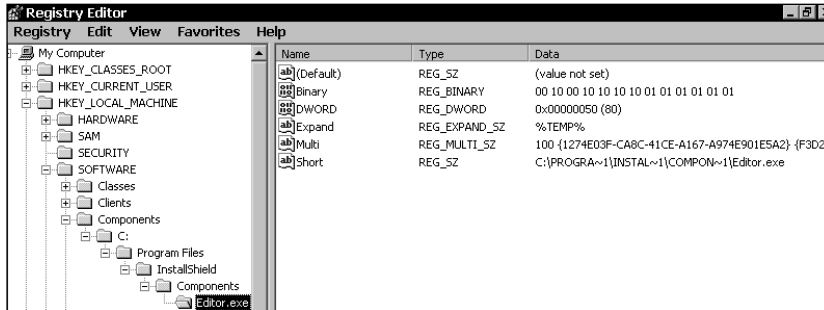 Registry Editor
Registry Edit View Favorites Help
My Computer
HKEY_CLASSES_ROOT
HKEY_CURRENT_USER
HKEY_LOCAL_MACHINE
HARDWARE
SAM
SECURITY
SOFTWARE
Classes
Clients
Components
C:
Program Files
InstallShield
Components
Editor.exe
Name Type Data
(Default) REG_SZ (value not set)
Binary REG_BINARY 00 10 00 10 10 10 10 01 01 01 01 01 01
DWORD REG_DWORD 0x00000050 (80)
Expand REG_EXPAND_SZ %TEMP%
Multi REG_MULTI_SZ 100 {1274E03F-CA8C-41CE-A167-A974E901E5A2} {F3D2
Short REG_SZ C:\PROGRA~1\INSTAL~1\COMPON~1\Editor.exe